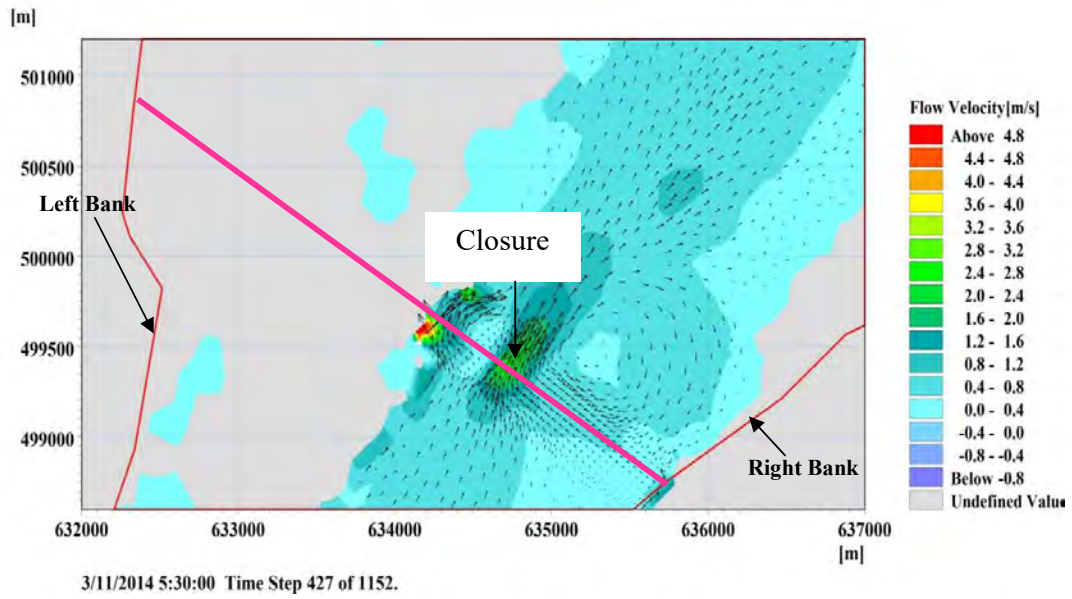 [m]
501000
500500
500000
499500
499000
Left Bank
Closure
Right Bank
632000 633000 634000 635000 636000 637000
[m]
3/11/2014 5:30:00 Time Step 427 of 1152.
Flow Velocity[m/s]
Above 4.8
4.4 - 4.8
4.0 - 4.4
3.6 - 4.0
3.2 - 3.6
2.8 - 3.2
2.4 - 2.8
2.0 - 2.4
1.6 - 2.0
1.2 - 1.6
0.8 - 1.2
0.4 - 0.8
0.0 - 0.4
-0.4 - 0.0
-0.8 - -0.4
Below -0.8
Undefined Value